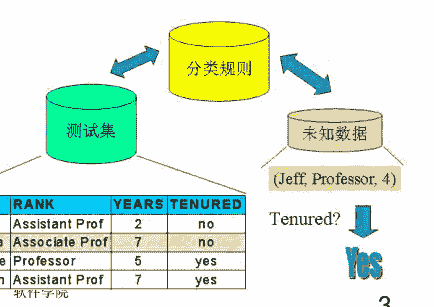 分类规则
测试集
未知数据
(Jeff, Professor, 4)
RANK YEARS TENURED
Assistant Prof 2 no
Associate Prof 7 no
Professor 5 yes
Assistant Prof 7 yes
Tenured?
Yes
软件学院
3